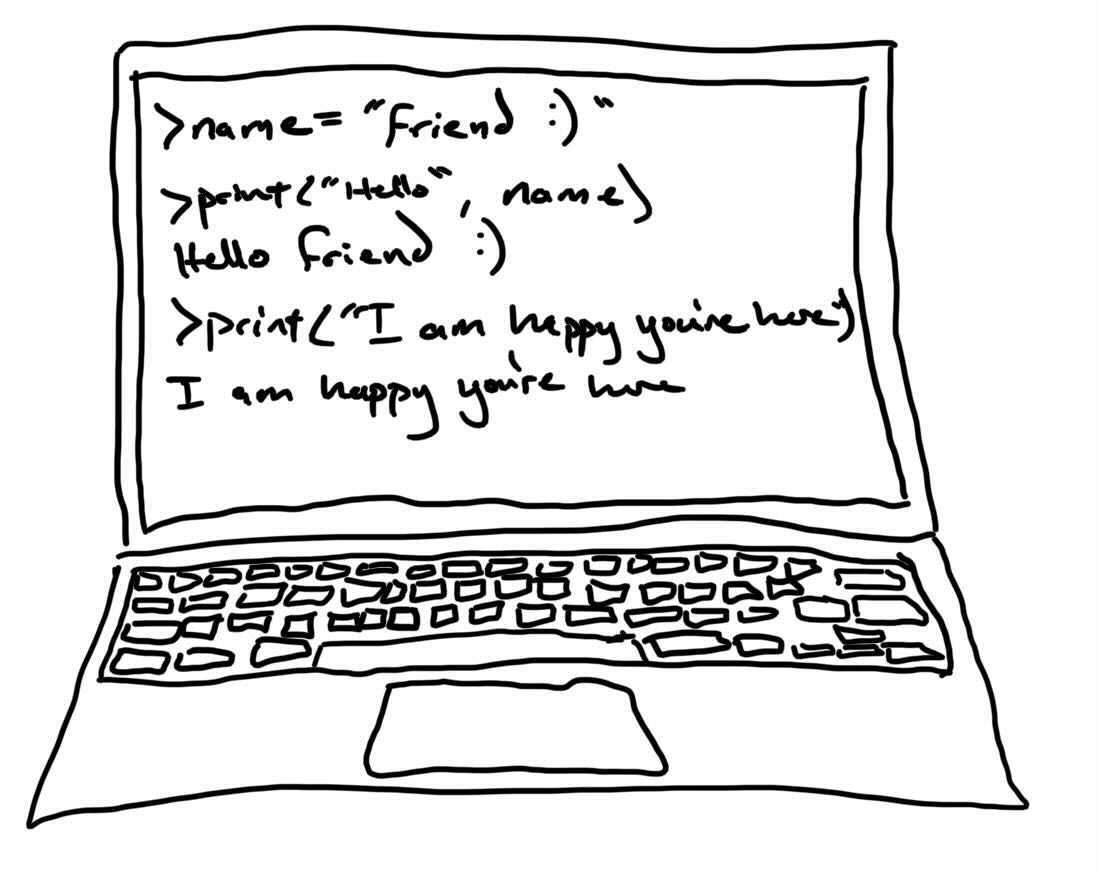 >name= "friend :)"
>print("Hello", name)
Hello friend :)
>print("I am happy you're here")
I am happy you're here